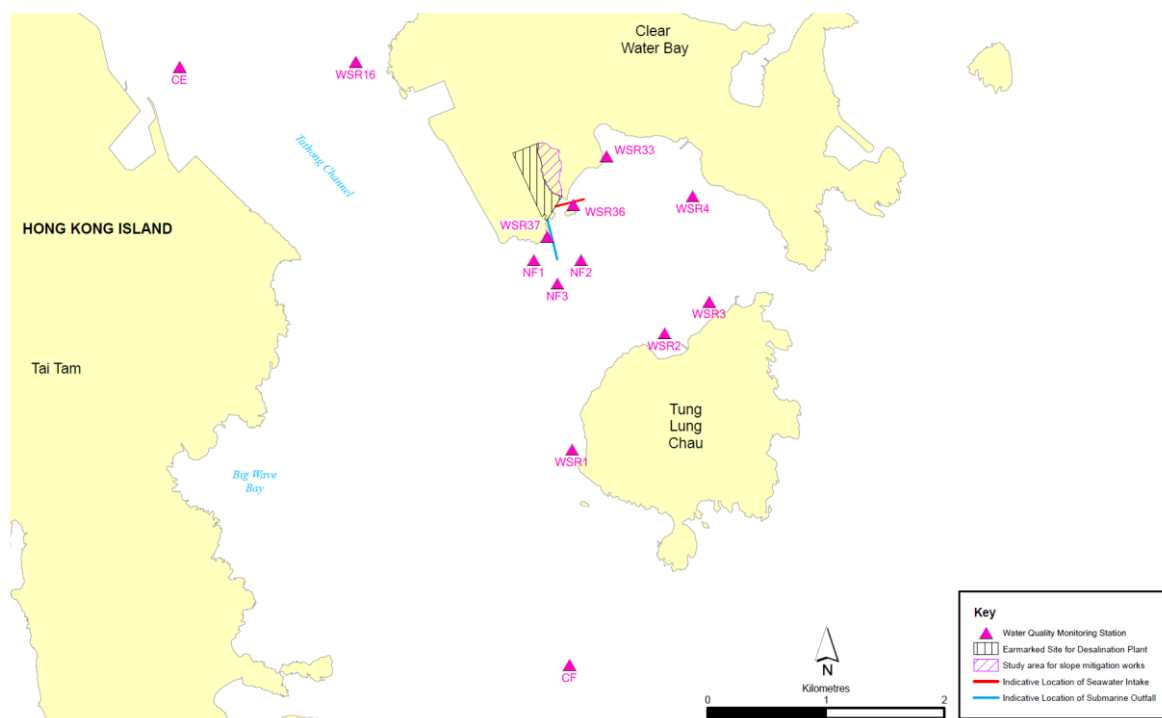 Clear
Water Bay
CE
WSR16
Tathong Channel
WSR33
WSR4
WSR36
HONG KONG ISLAND
WSR37
NF1
NF2
NF3
WSR3
WSR2
Tai Tam
Tung
Lung
Chau
WSR1
Big Wave
Bay
CF
N
Kilometres
0
1
2
Key
Water Quality Monitoring Station
Earmarked Site for Desalination Plant
Study area for slope mitigation works
Indicative Location of Seawater Intake
Indicative Location of Submarine Outfall